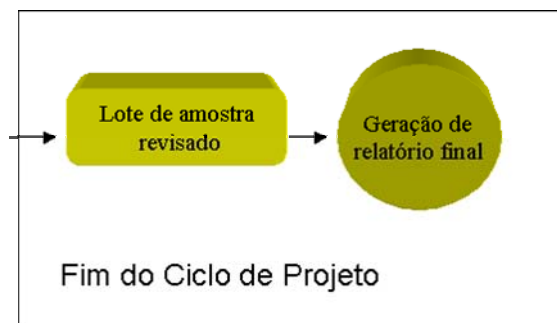 Lote de amostra
revisado
Geração de
relatório final
Fim do Ciclo de Projeto